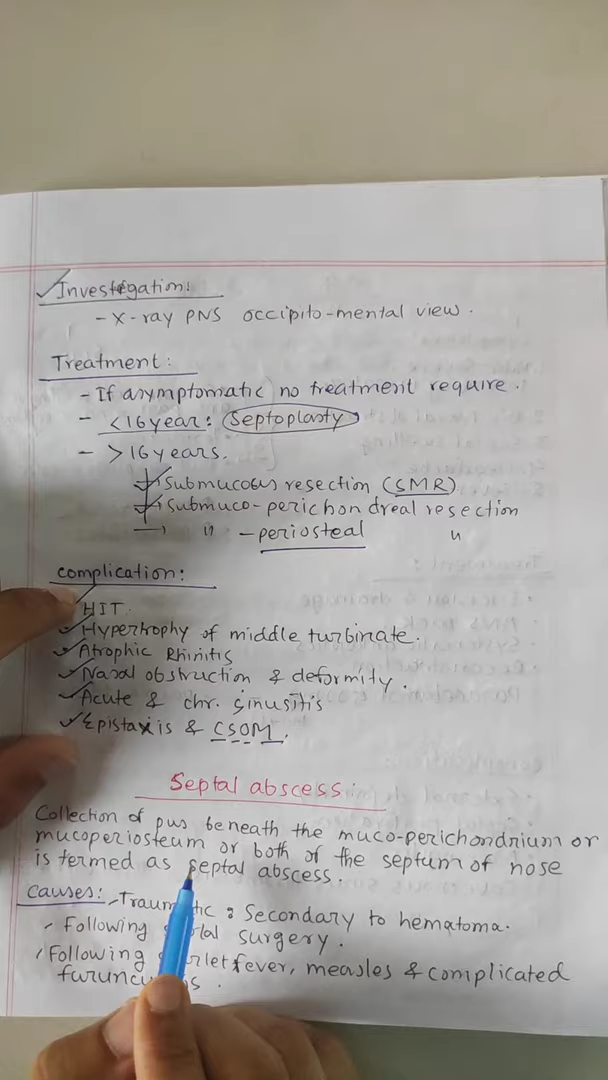 Investigation:
- X-ray PNS occipito-mental view.
Treatment:
- If asymptomatic no treatment require.
- <16year: Septoplasty
- >16years.
Submucous resection (SMR)
Submuco-perichondreal resection
→ " -periosteal "
complication:
HIT.
Hypertrophy of middle turbinate.
Atrophic Rhinitis
Nasal obstruction & deformity.
Acute & chr. sinusitis
Epistaxis & CSOM.
Septal abscess.
Collection of pus beneath the muco-perichondrium or
mucoperiosteum or both of the septum of nose
is termed as septal abscess.
Causes: Traumatic: Secondary to hematoma.
Following surgery.
Following fever, measles & complicated